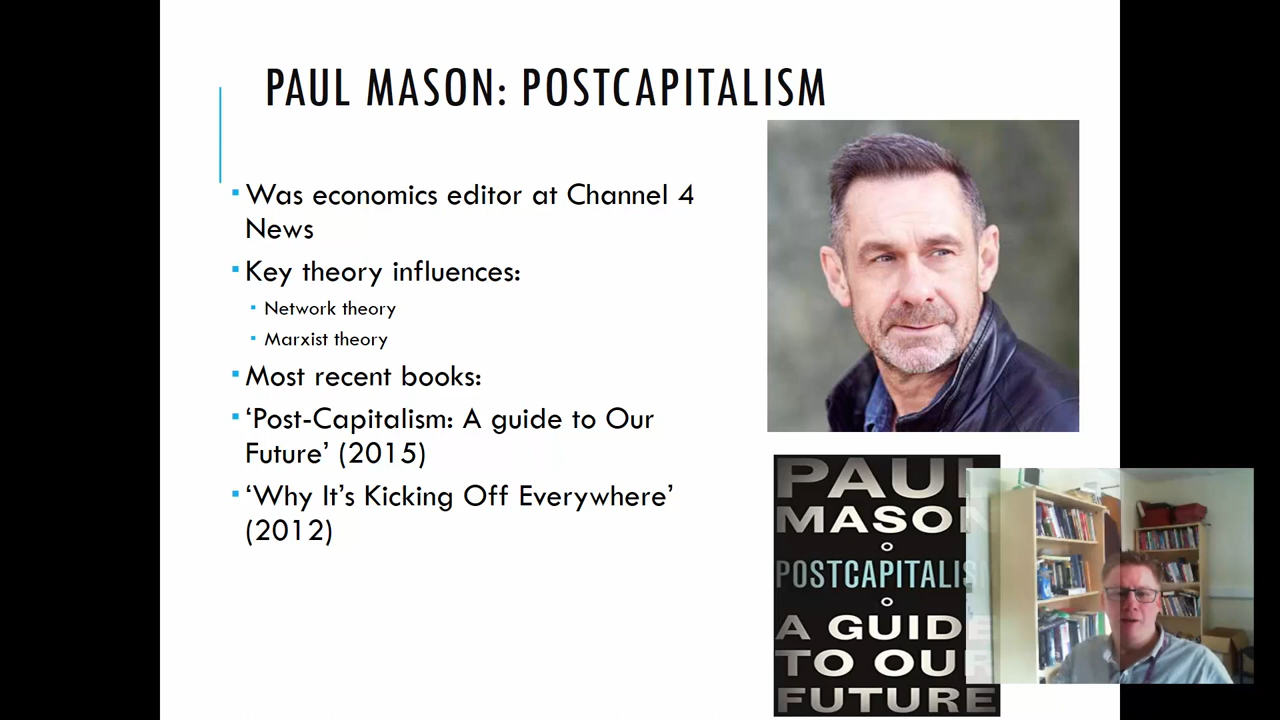 PAUL MASON: POSTCAPITALISM
▪Was economics editor at Channel 4
News
▪Key theory influences:
▪ Network theory
▪ Marxist theory
▪Most recent books:
▪‘Post-Capitalism: A guide to Our
Future’ (2015)
▪‘Why It’s Kicking Off Everywhere’
(2012)
PAUL
MASON
POSTCAPITALIS
A GUIDE
TO OUR
FUTURE